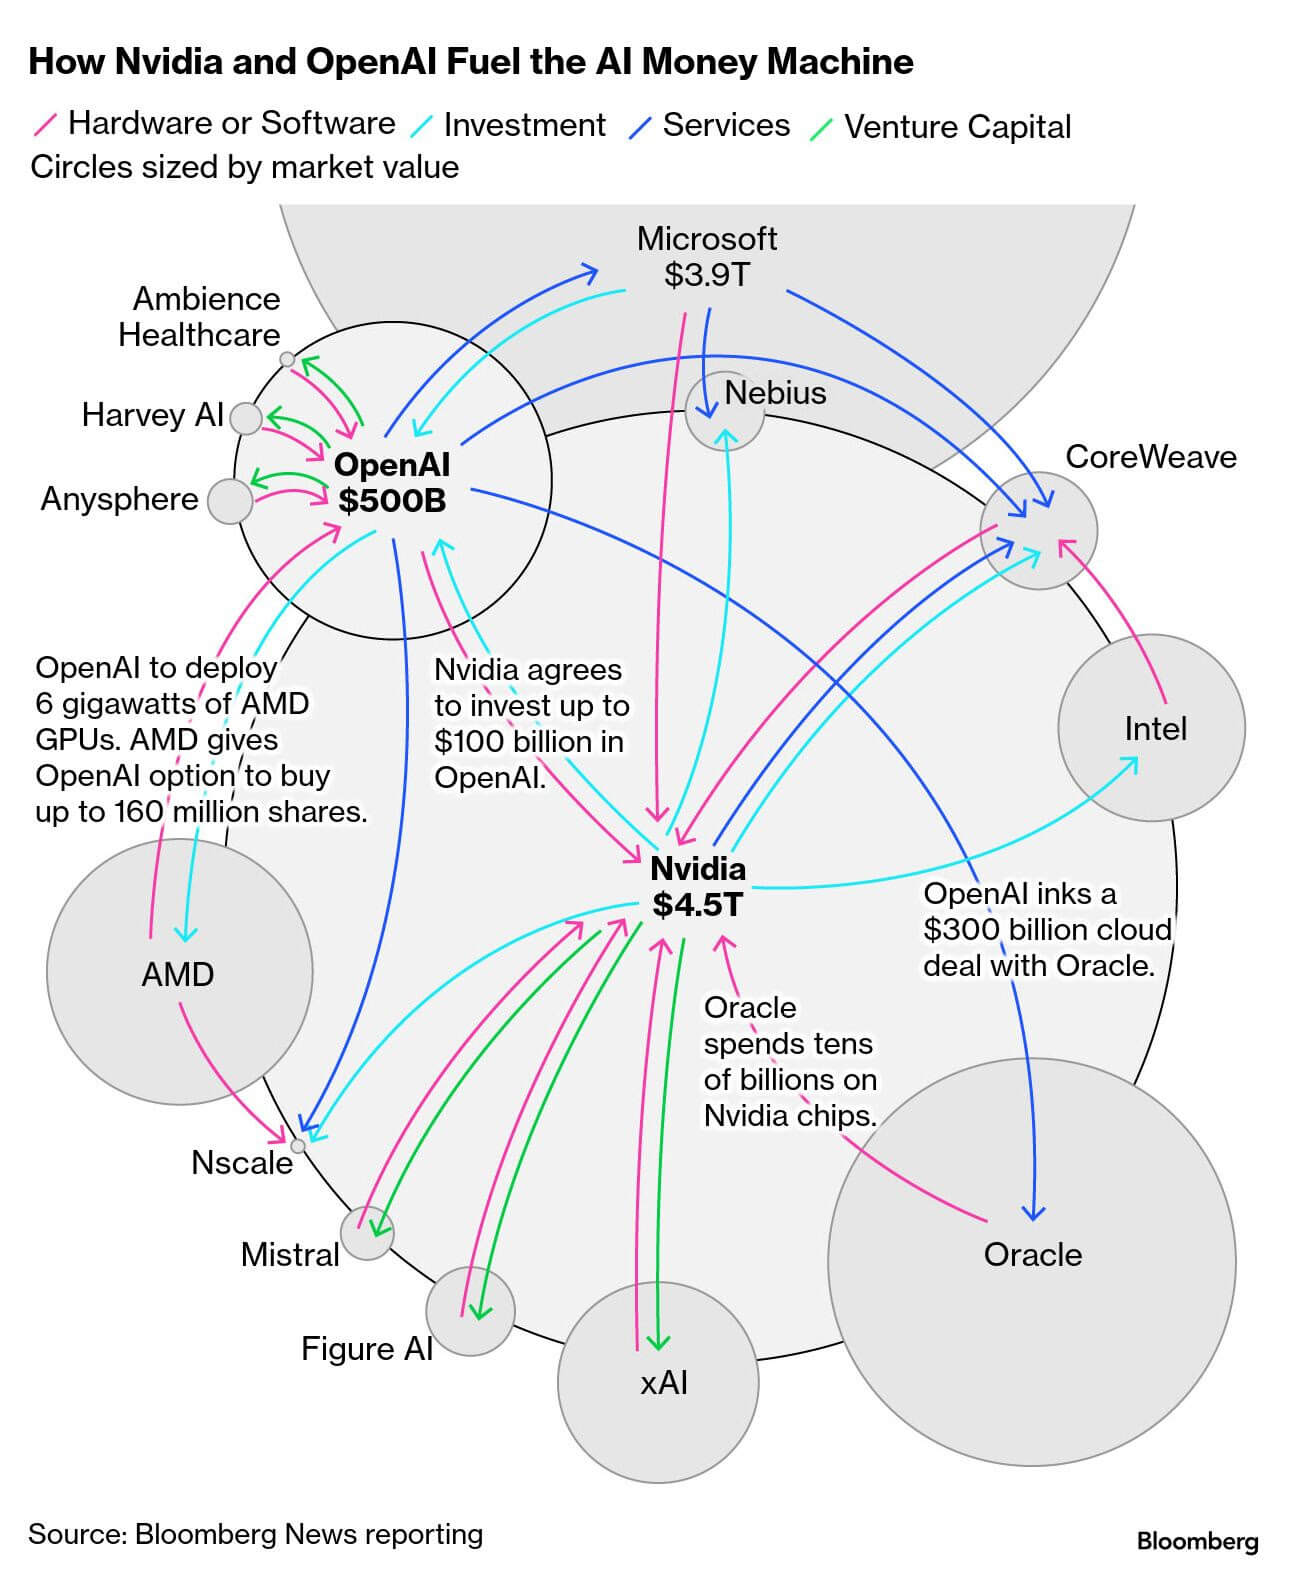 How Nvidia and OpenAI Fuel the AI Money Machine
Hardware or Software Investment Services Venture Capital
Circles sized by market value
Microsoft
$3.9T
Ambience
Healthcare
Nebius
Harvey AI
CoreWeave
OpenAI
$500B
Anysphere
OpenAI to deploy
6 gigawatts of AMD
GPUs. AMD gives
OpenAI option to buy
up to 160 million shares.
Nvidia agrees
to invest up to
$100 billion in
OpenAI.
Intel
Nvidia
$4.5T
OpenAI inks a
$300 billion cloud
deal with Oracle.
AMD
Oracle
spends tens
of billions on
Nvidia chips.
Nscale
Mistral
Oracle
Figure AI
xAI
Source: Bloomberg News reporting
Bloomberg